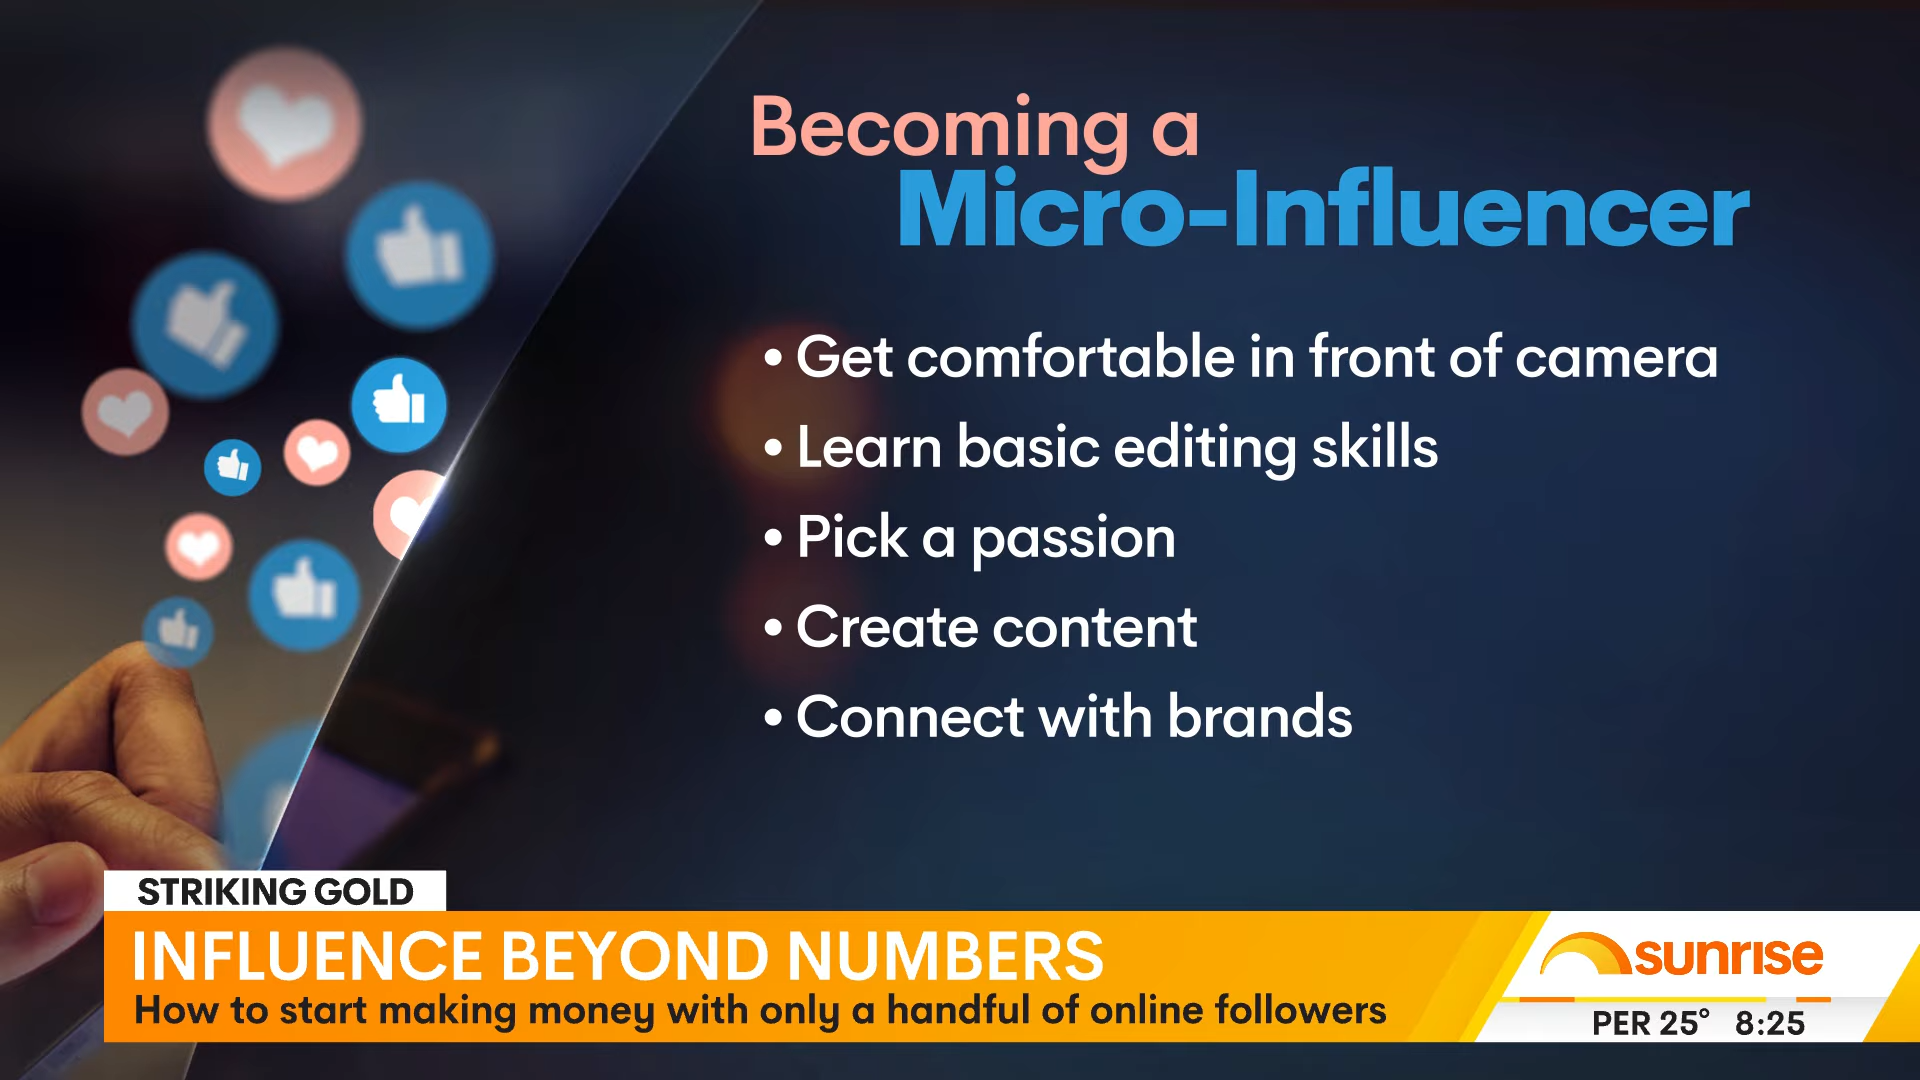 Becoming a
Micro-Influencer
• Get comfortable in front of camera
• Learn basic editing skills
• Pick a passion
• Create content
• Connect with brands
STRIKING GOLD
INFLUENCE BEYOND NUMBERS
How to start making money with only a handful of online followers
sunrise
PER 25° 8:25